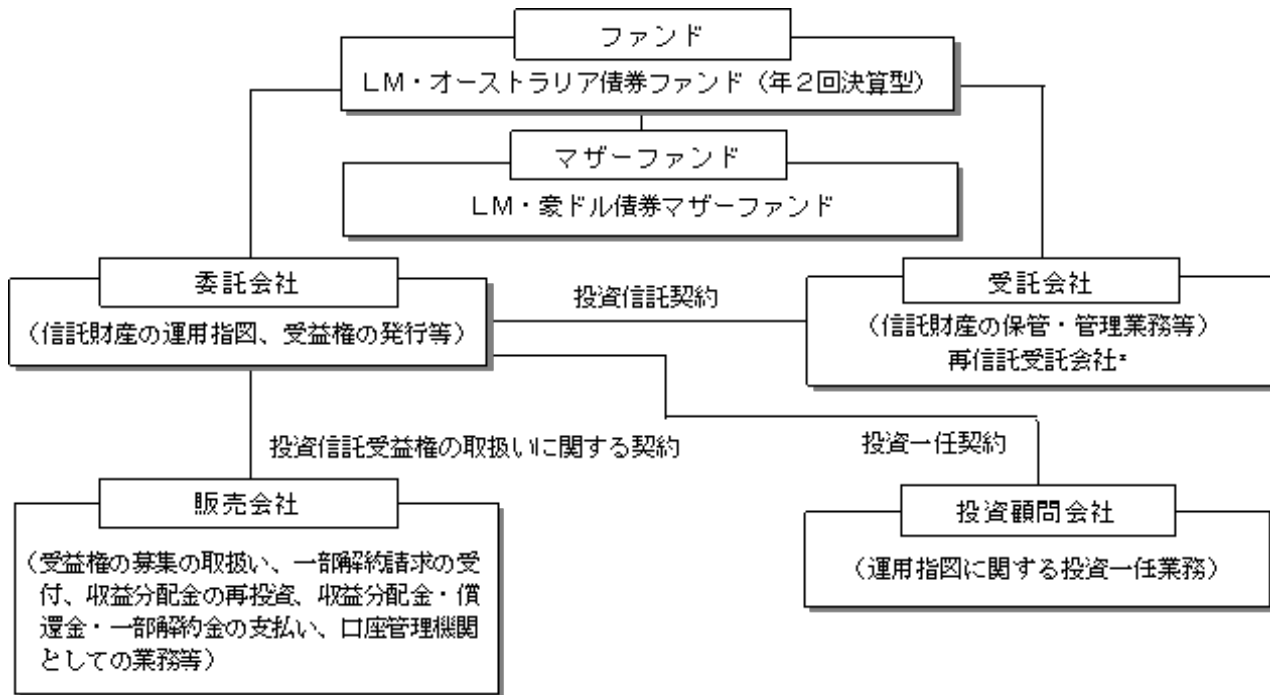 ファンド
LM・オーストラリア債券ファンド（年２回決算型）
マザーファンド
LM・豪ドル債券マザーファンド
委託会社
（信託財産の運用指図、受益権の発行等）
投資信託契約
受託会社
（信託財産の保管・管理業務等）
再信託受託会社*
投資信託受益権の取扱いに関する契約
投資一任契約
販売会社
（受益権の募集の取扱い、一部解約請求の受
付、収益分配金の再投資、収益分配金・償
還金・一部解約金の支払い、口座管理機関
としての業務等）
投資顧問会社
（運用指図に関する投資一任業務）